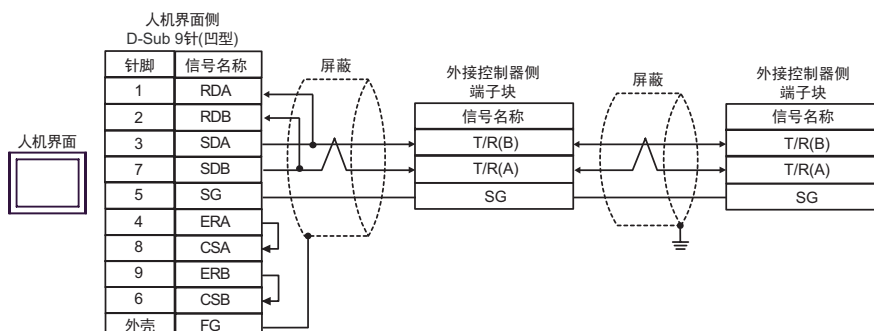 人机界面侧
D-Sub 9针(凹型)
针脚 信号名称
1 RDA
2 RDB
3 SDA
7 SDB
5 SG
4 ERA
8 CSA
9 ERB
6 CSB
外壳 FG
人机界面
屏蔽
外接控制器侧
端子块
信号名称
T/R(B)
T/R(A)
SG
屏蔽
外接控制器侧
端子块
信号名称
T/R(B)
T/R(A)
SG